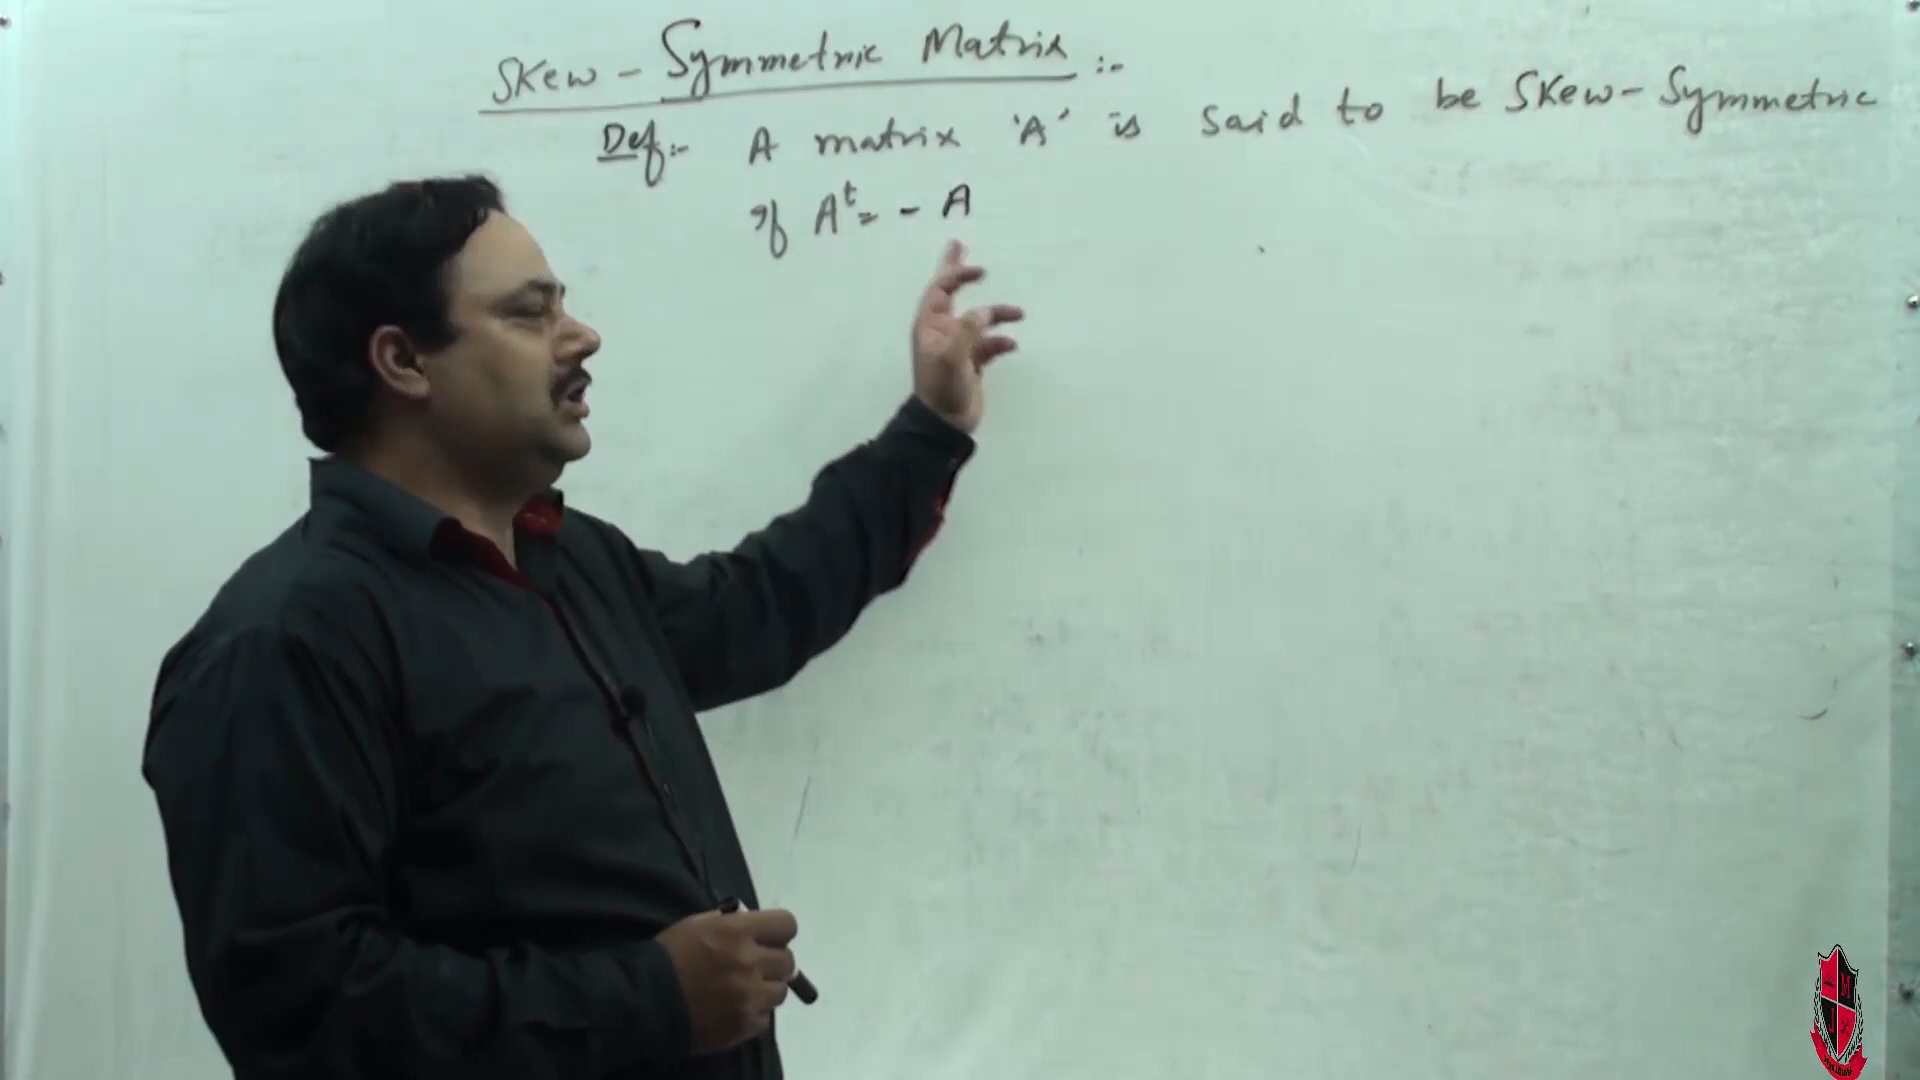 Skew - Symmetric Matrix :-
Def:- A matrix 'A' is said to be Skew-Symmetric
if Aᵗ = - A